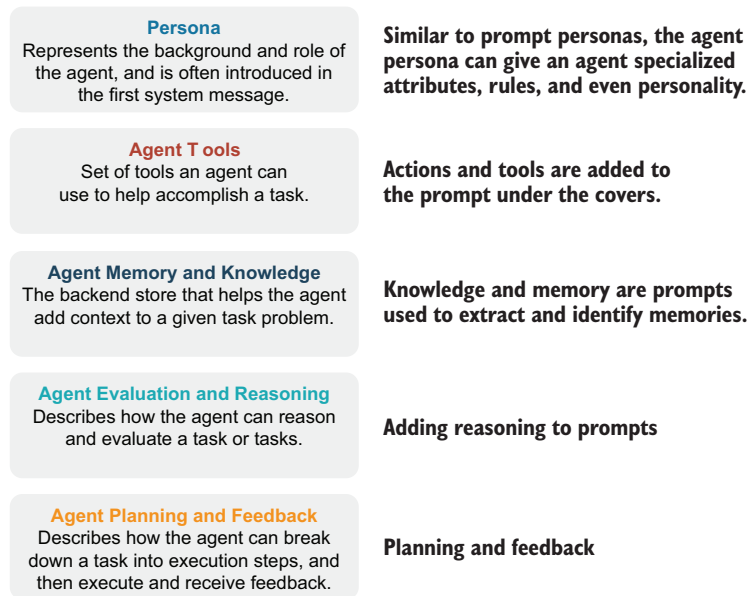 Persona
Represents the background and role of
the agent, and is often introduced in
the first system message.
Similar to prompt personas, the agent
persona can give an agent specialized
attributes, rules, and even personality.
Agent T ools
Set of tools an agent can
use to help accomplish a task.
Actions and tools are added to
the prompt under the covers.
Agent Memory and Knowledge
The backend store that helps the agent
add context to a given task problem.
Knowledge and memory are prompts
used to extract and identify memories.
Agent Evaluation and Reasoning
Describes how the agent can reason
and evaluate a task or tasks.
Adding reasoning to prompts
Agent Planning and Feedback
Describes how the agent can break
down a task into execution steps, and
then execute and receive feedback.
Planning and feedback